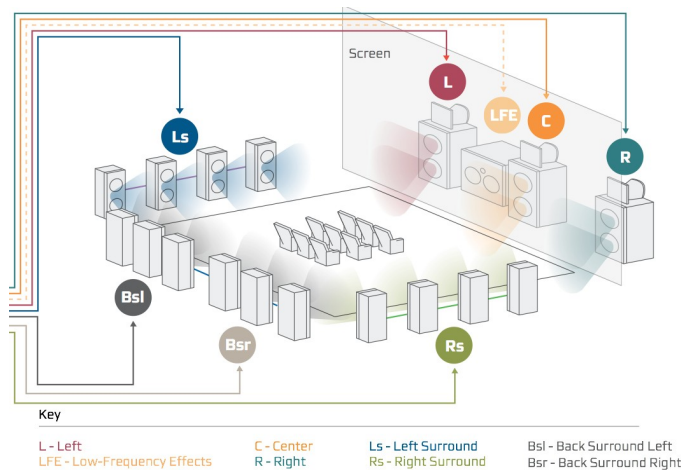 Screen
L
LFE
C
Ls
R
Bsl
Bsr
Rs
Key
L - Left
C - Center
Ls - Left Surround
Bsl - Back Surround Left
LFE - Low-Frequency Effects
R - Right
Rs - Right Surround
Bsr - Back Surround Right